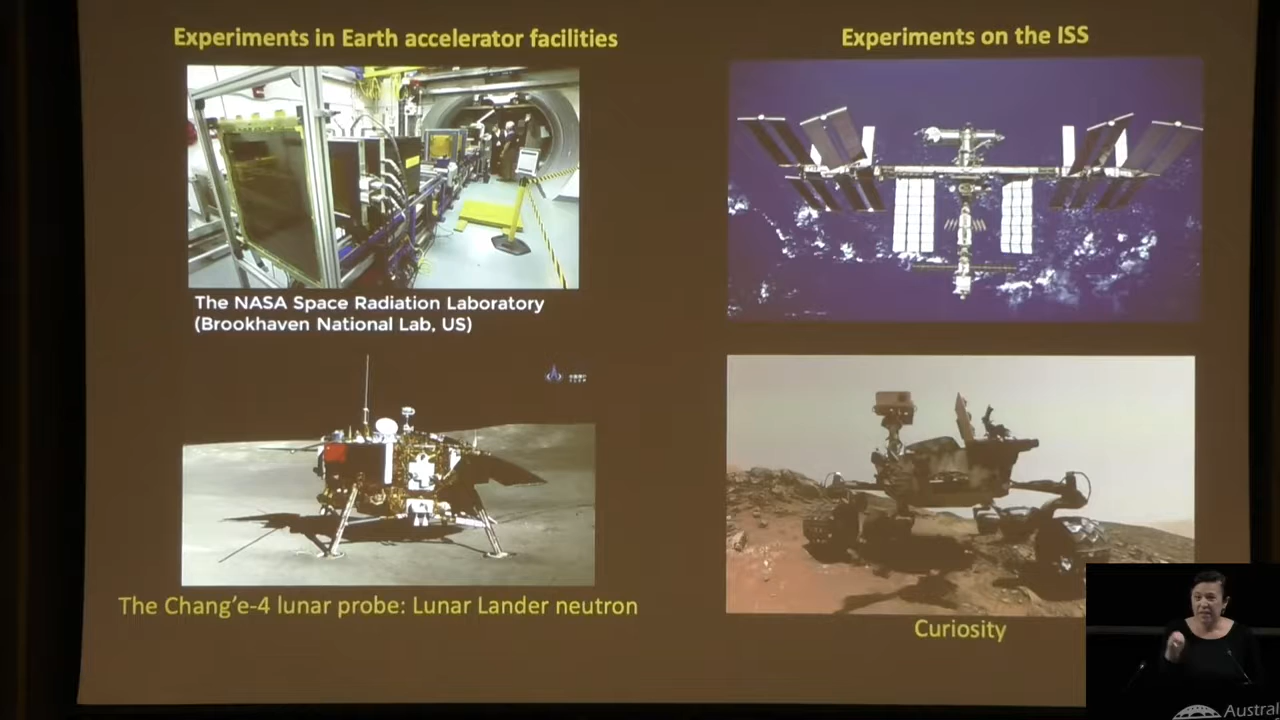 Experiments in Earth accelerator facilities
Experiments on the ISS
The NASA Space Radiation Laboratory
(Brookhaven National Lab, US)
The Chang'e-4 lunar probe: Lunar Lander neutron
Curiosity